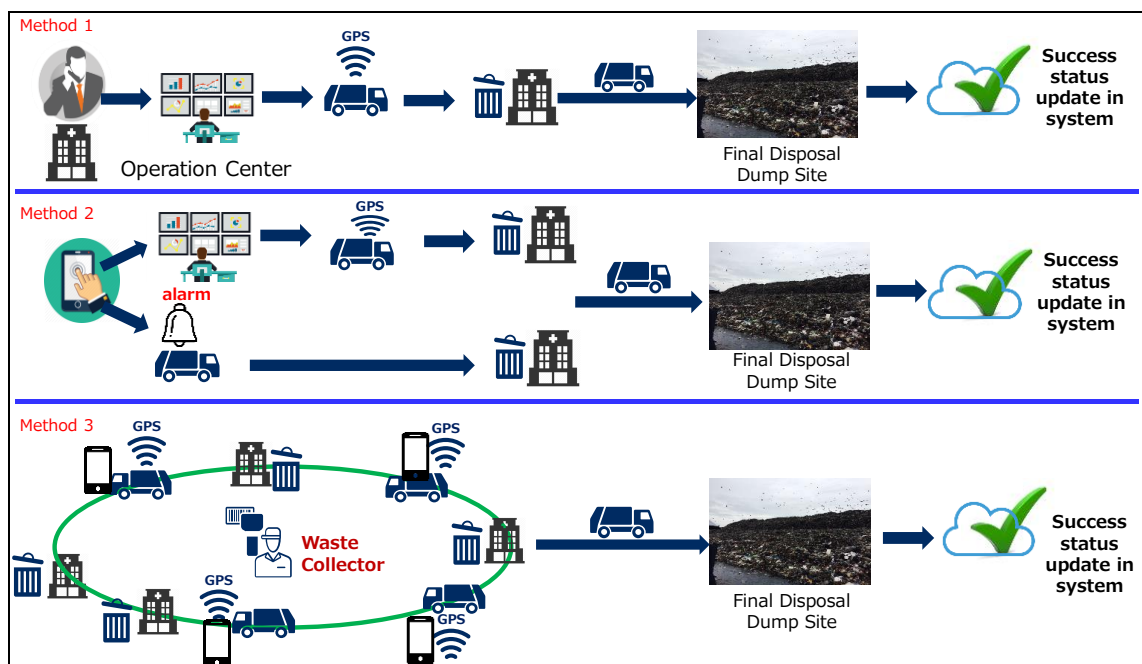 Method 1
GPS
Operation Center
Final Disposal
Dump Site
Success
status
update in
system
Method 2
GPS
alarm
Final Disposal
Dump Site
Success
status
update in
system
Method 3
GPS
GPS
Waste
Collector
GPS
GPS
Final Disposal
Dump Site
Success
status
update in
system